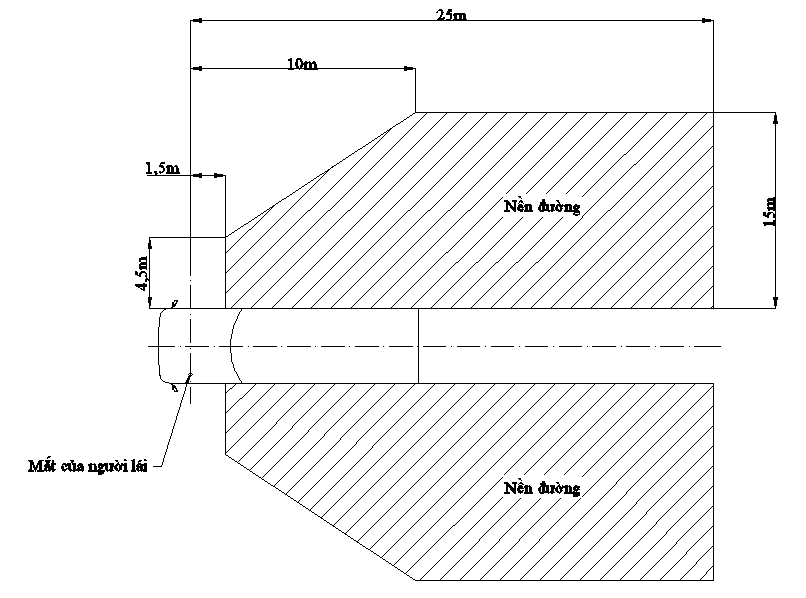 25m
10m
1,5m
Nền đường
15m
4,5m
Mắt của người lái
Nền đường